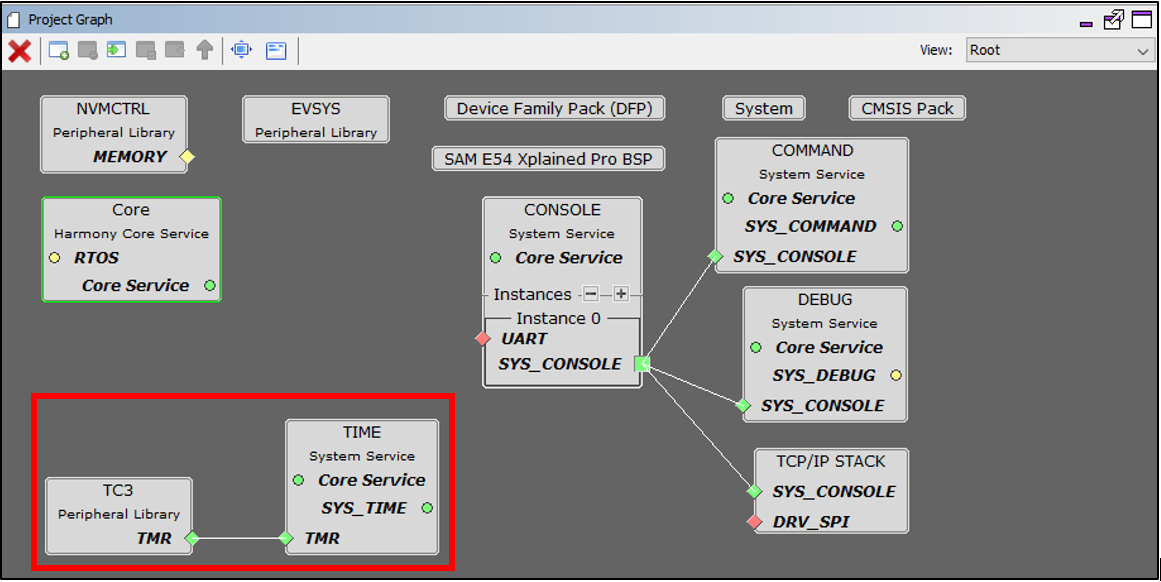 Project Graph
View: Root
NVMCTRL
Peripheral Library
MEMORY
EVSYS
Peripheral Library
Device Family Pack (DFP)
System
CMSIS Pack
SAM E54 Xplained Pro BSP
COMMAND
System Service
Core Service
SYS_COMMAND
SYS_CONSOLE
Core
Harmony Core Service
RTOS
Core Service
CONSOLE
System Service
Core Service
Instances
Instance 0
UART
SYS_CONSOLE
DEBUG
System Service
Core Service
SYS_DEBUG
SYS_CONSOLE
TIME
System Service
Core Service
SYS_TIME
TMR
TC3
Peripheral Library
TMR
TCP/IP STACK
SYS_CONSOLE
DRV_SPI